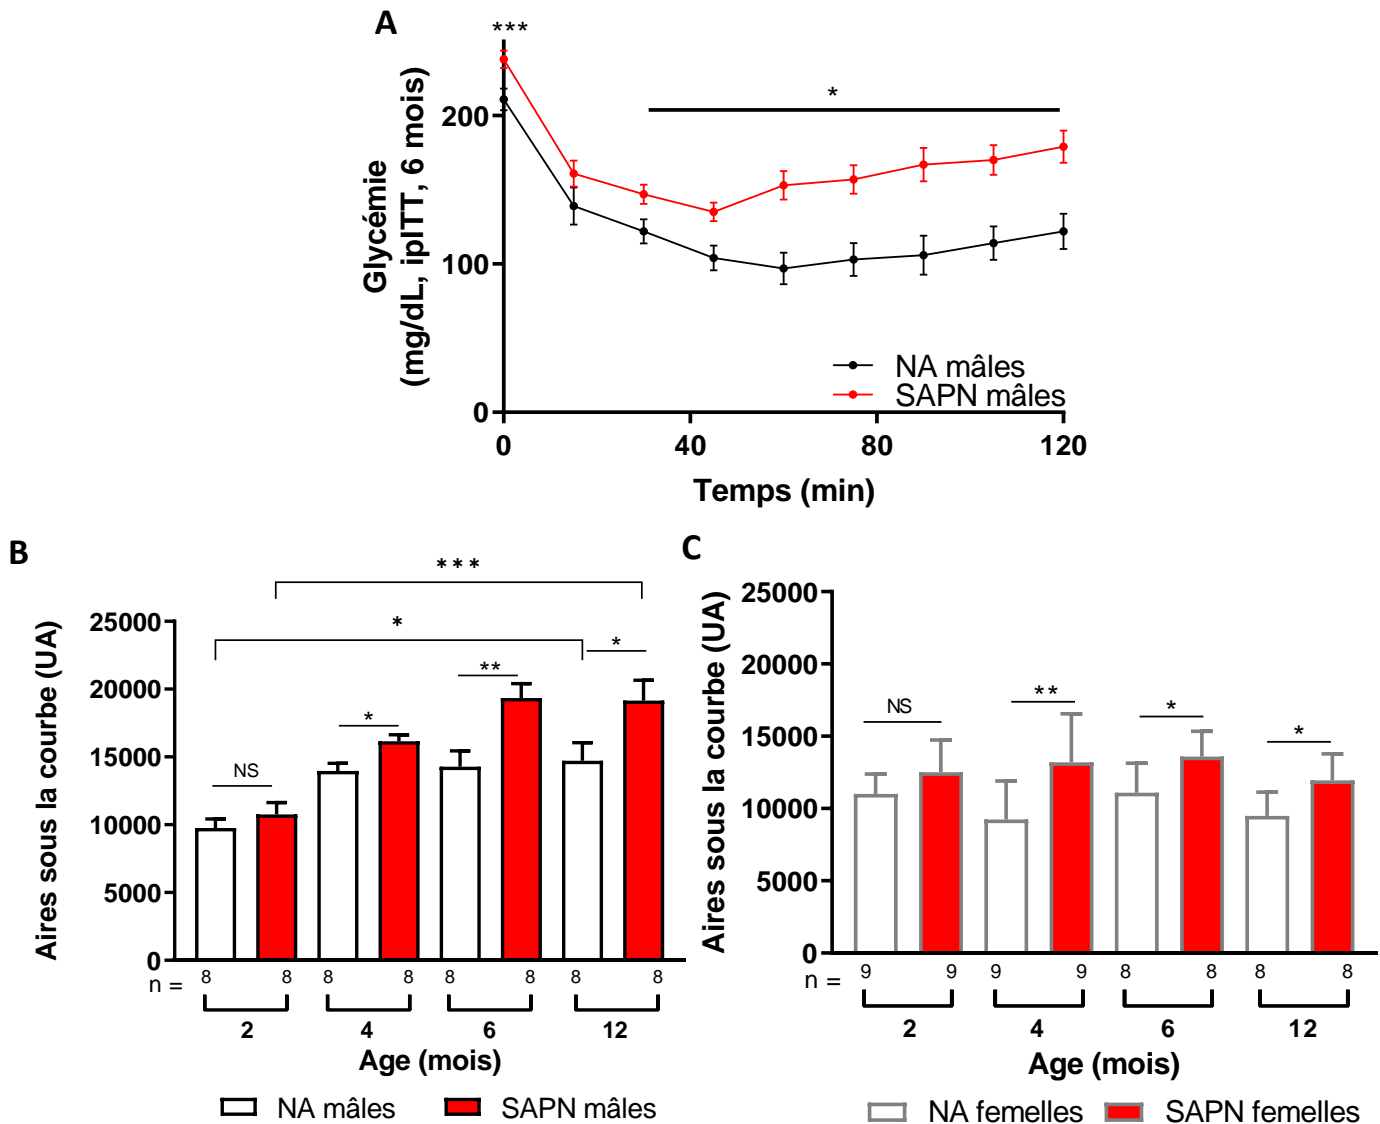 A
***
*
200
100
0
Glycémie
(mg/dL, ipITT, 6 mois)
NA mâles
SAPN mâles
0 40 80 120
Temps (min)
B
***
*
*
**
*
NS
25000
20000
15000
10000
5000
0
Aires sous la courbe (UA)
n = 8 8 8 8 8 8 8 8
2 4 6 12
Age (mois)
NA mâles SAPN mâles
C
25000
20000
15000
10000
5000
0
Aires sous la courbe (UA)
NS ** * *
n = 9 9 9 9 8 8 8 8
2 4 6 12
Age (mois)
NA femelles SAPN femelles